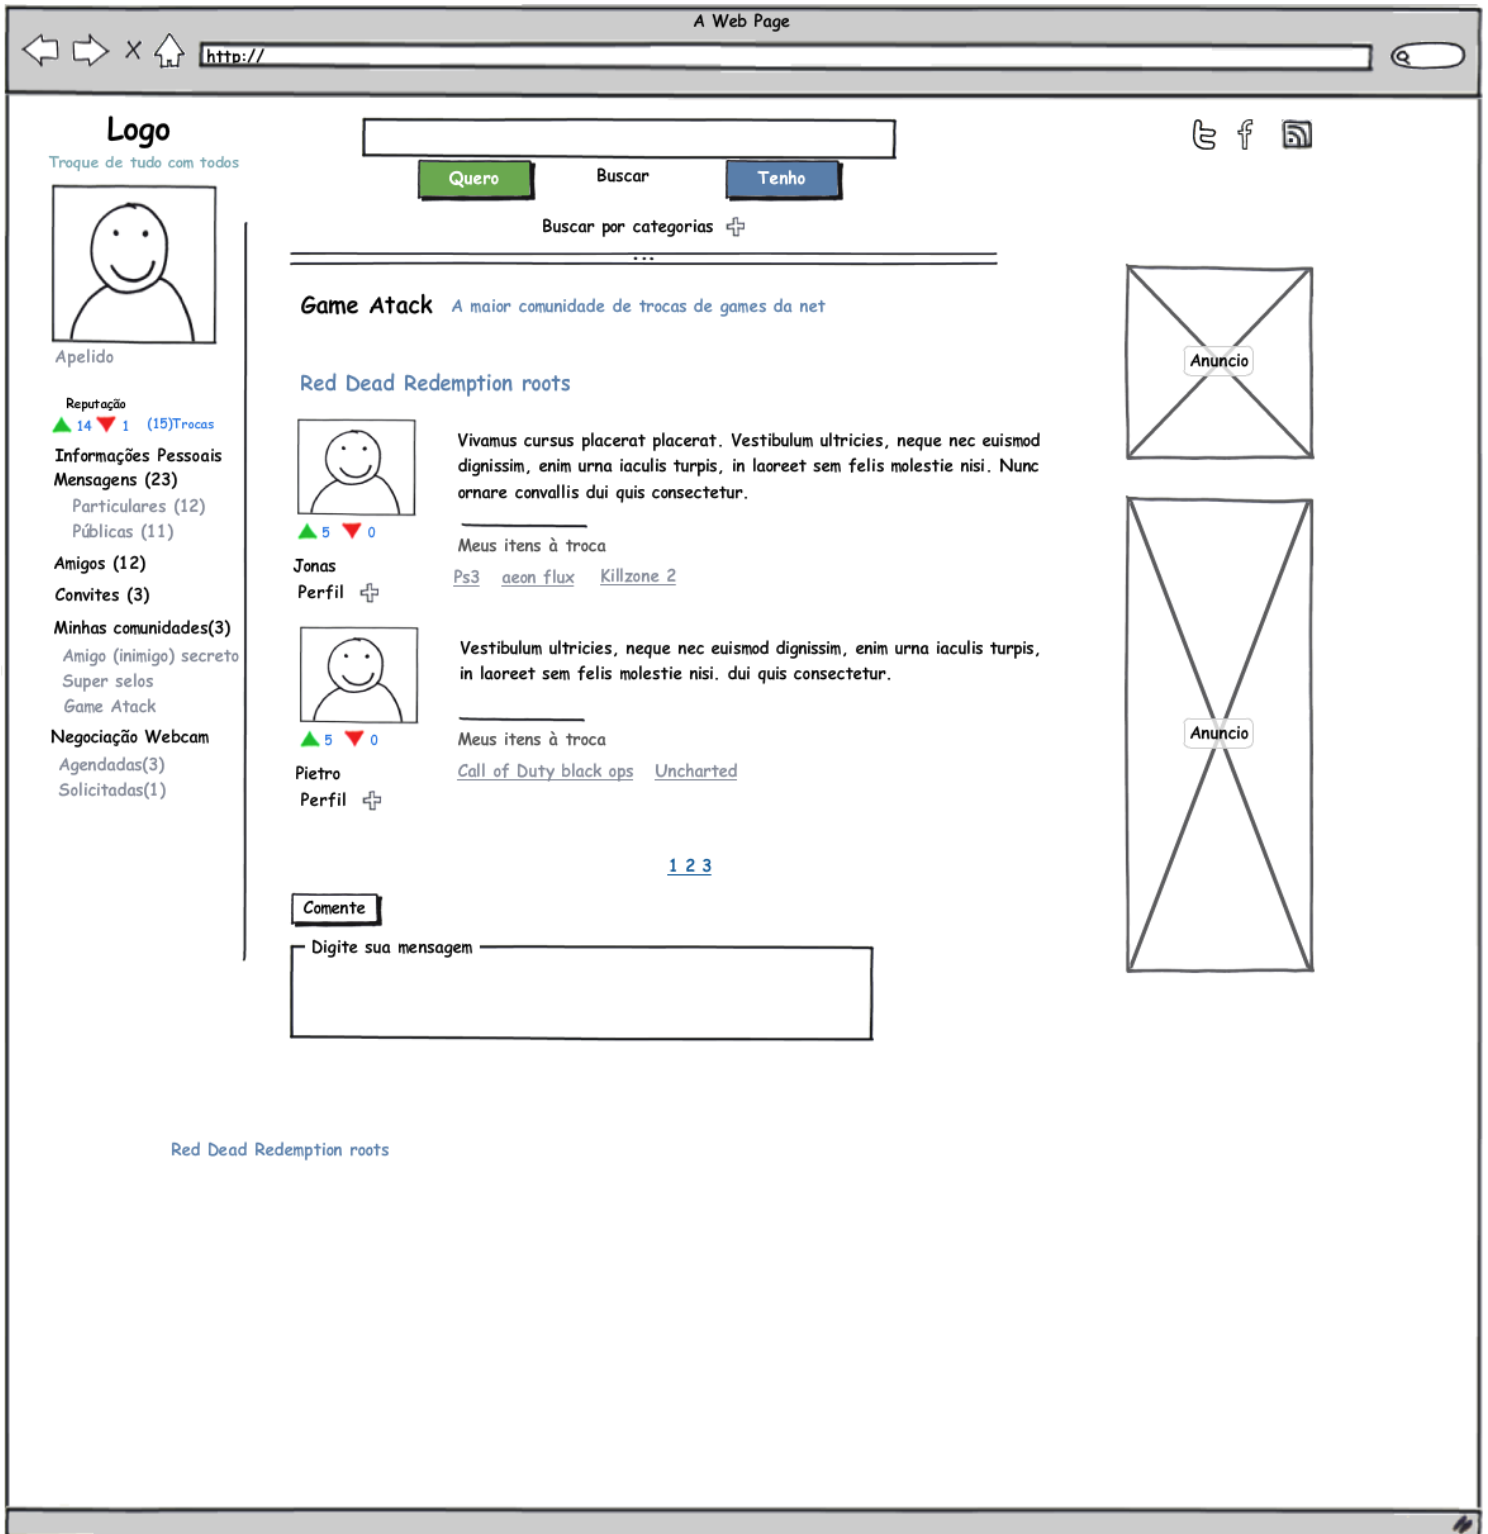 A Web Page
http://
Logo
Troque de tudo com todos
Quero
Buscar
Tenho
Buscar por categorias
Apelido
Reputação
14 1 (15)Trocas
Informações Pessoais
Mensagens (23)
Particulares (12)
Públicas (11)
Amigos (12)
Convites (3)
Minhas comunidades(3)
Amigo (inimigo) secreto
Super selos
Game Atack
Negociação Webcam
Agendadas(3)
Solicitadas(1)
Game Atack A maior comunidade de trocas de games da net
Red Dead Redemption roots
Vivamus cursus placerat placerat. Vestibulum ultricies, neque nec euismod
dignissim, enim urna iaculis turpis, in laoreet sem felis molestie nisi. Nunc
ornare convallis dui quis consectetur.
5 0
Jonas
Perfil
Meus itens à troca
Ps3 aeon flux Killzone 2
Vestibulum ultricies, neque nec euismod dignissim, enim urna iaculis turpis,
in laoreet sem felis molestie nisi. dui quis consectetur.
5 0
Pietro
Perfil
Meus itens à troca
Call of Duty black ops Uncharted
1 2 3
Comente
Digite sua mensagem
Anuncio
Anuncio
Red Dead Redemption roots